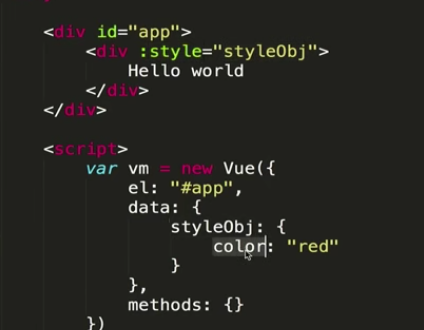 <div id="app">
    <div :style="styleObj">
        Hello world
    </div>
</div>

<script>
    var vm = new Vue({
        el: "#app",
        data: {
            styleObj: {
                color: "red"
            }
        },
        methods: {}
    })